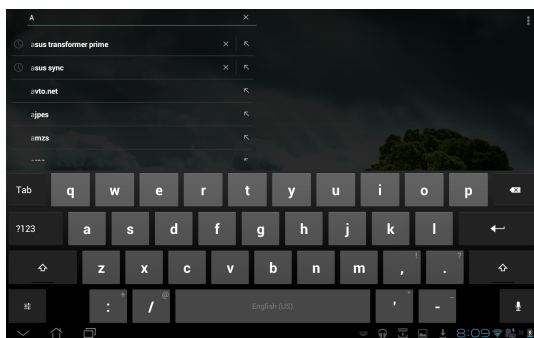 A
asus transformer prime
asus sync
avto.net
ajpes
amzs
Tab q w e r t y u i o p
?123 a s d f g h j k l
z x c v b n m , ! . ?
: + / @ English (US) ' " - _
8:09